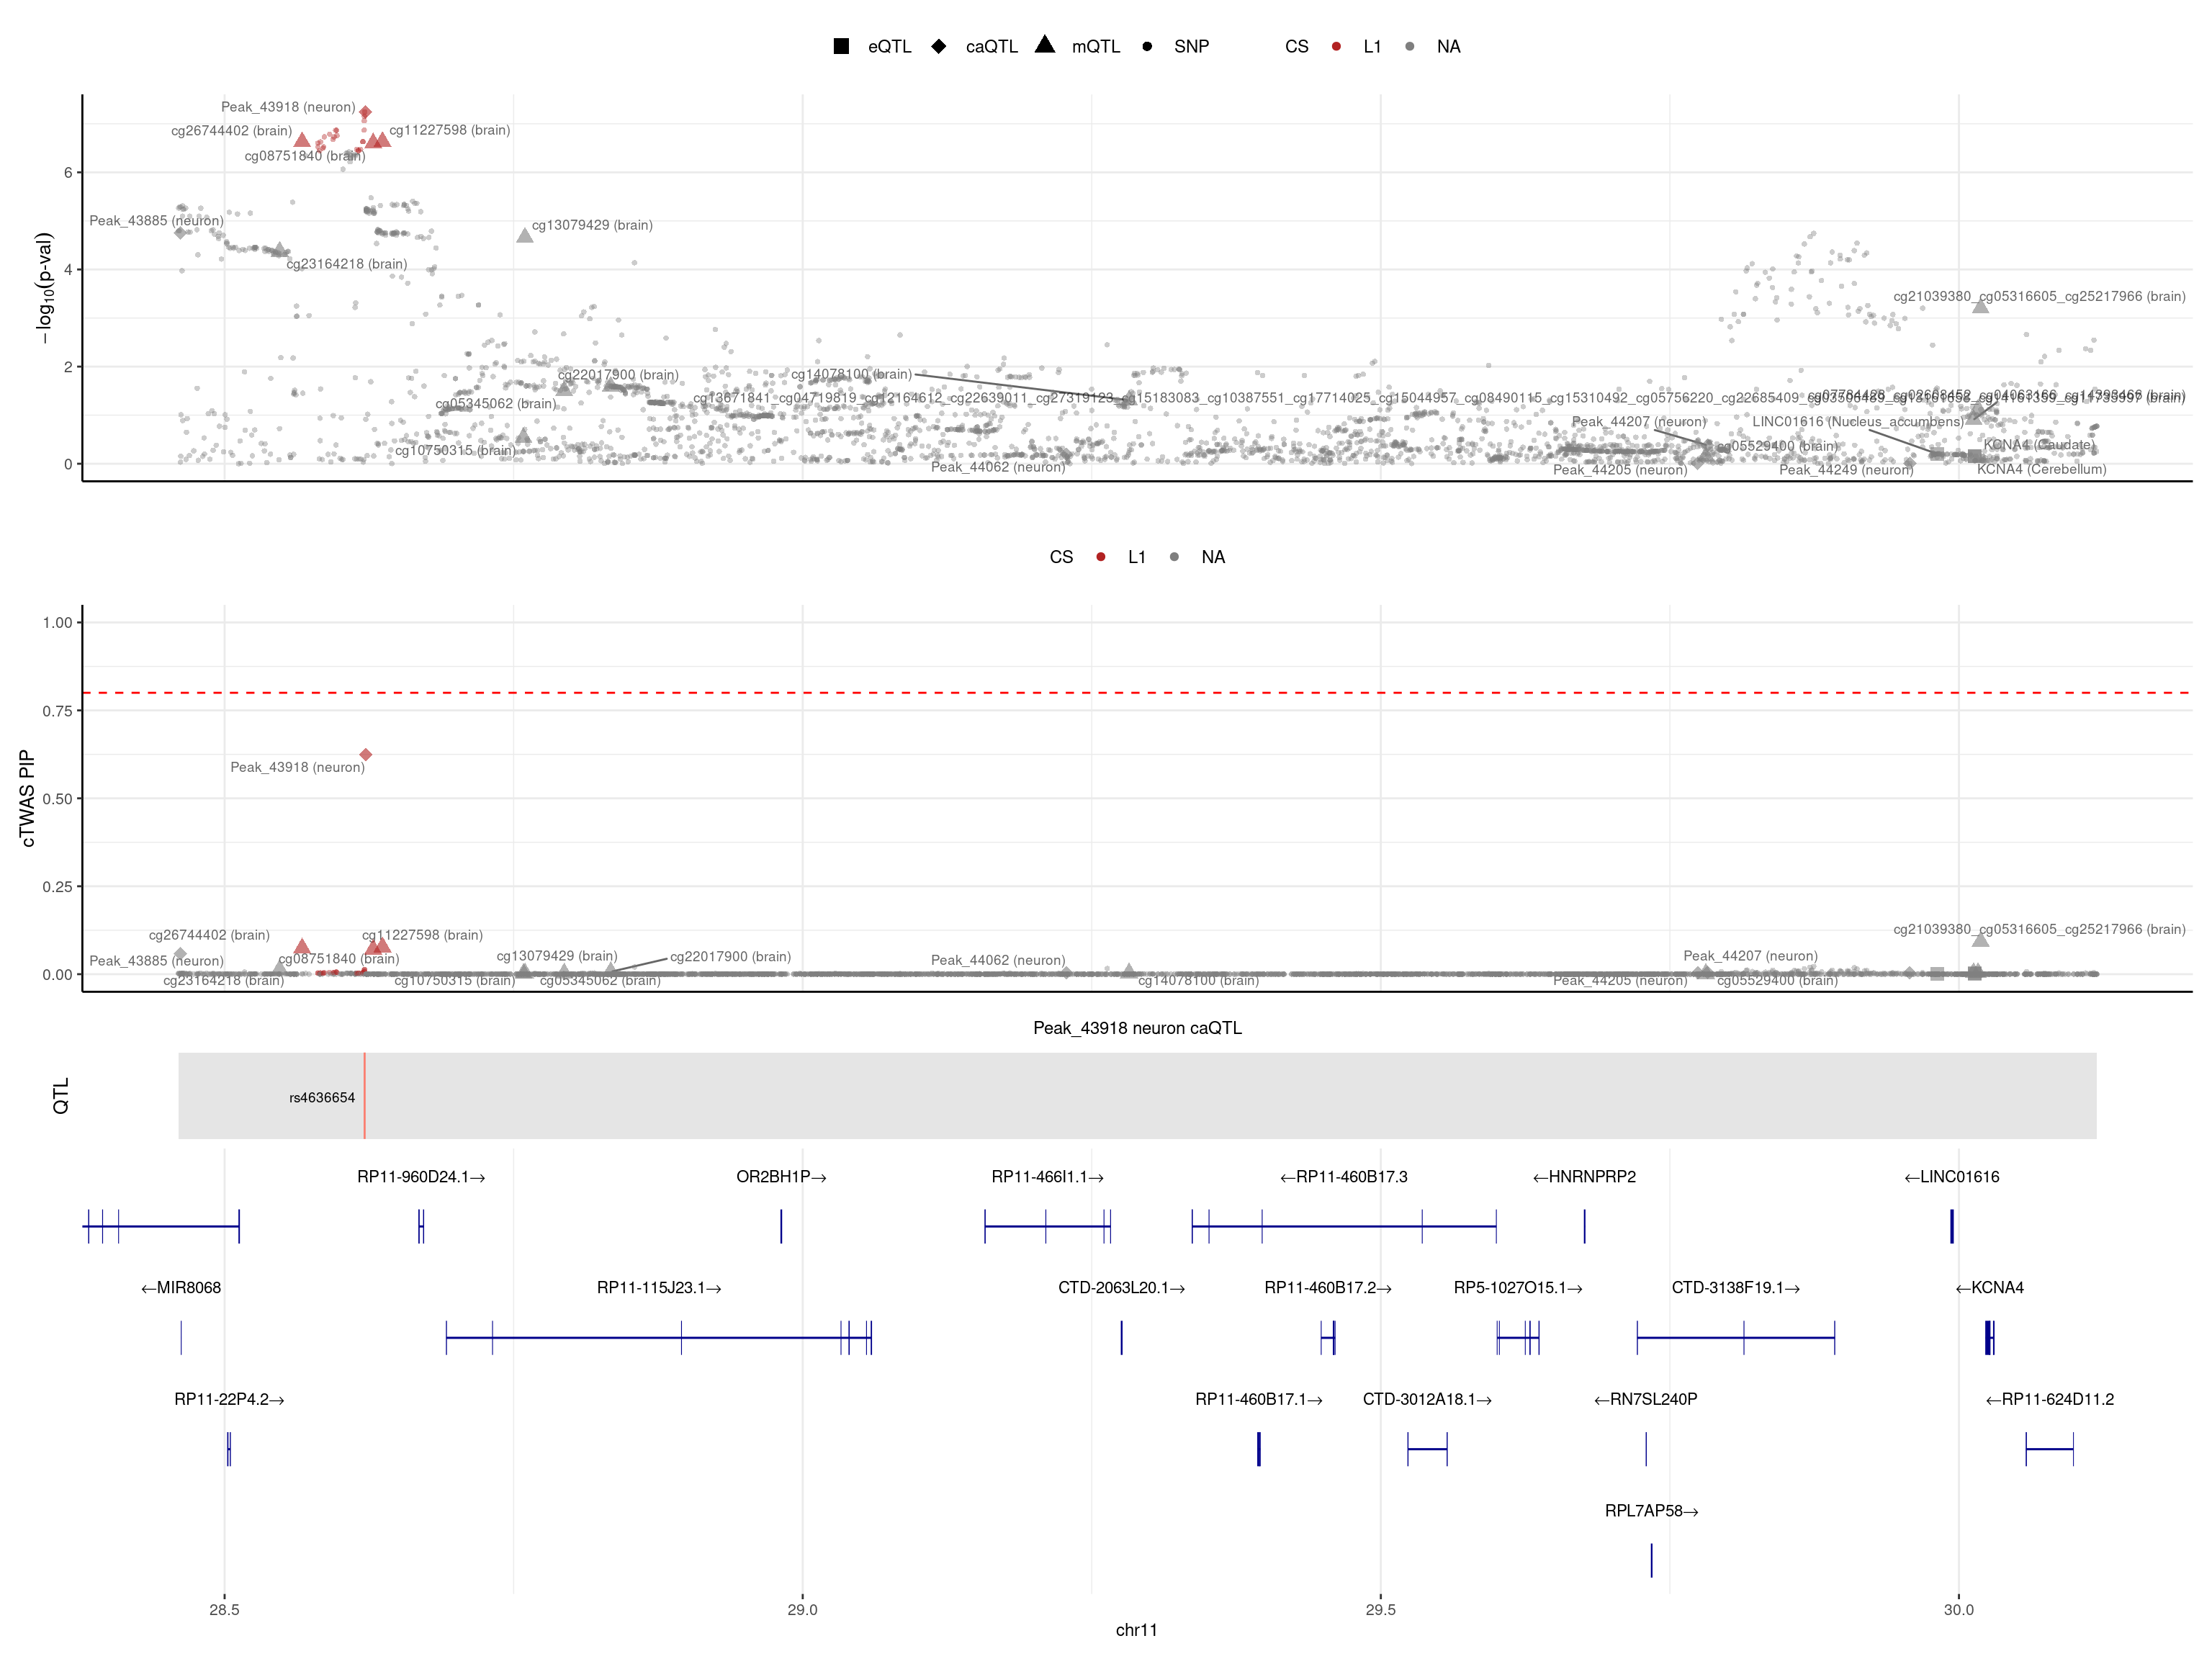 eQTL caQTL mQTL SNP CS L1 NA
Peak_43918 (neuron)
cg26744402 (brain)
cg11227598 (brain)
cg08751840 (brain)
Peak_43885 (neuron)
cg13079429 (brain)
cg23164218 (brain)
cg21039380_cg05316605_cg25217966 (brain)
cg22017900 (brain)
cg14078100 (brain)
cg05345062 (brain)
cg13671841_cg04719819_cg12164612_cg22639011_cg27319123_cg15183083_cg10387551_cg17714025_cg15044957_cg08490115_cg15310492_cg05756220_cg22685409
Peak_44207 (neuron)
LINC01616 (Nucleus_accumbens)
cg10750315 (brain)
cg05529400 (brain)
KCNA4 (Caudate)
Peak_44062 (neuron)
Peak_44205 (neuron)
Peak_44249 (neuron)
KCNA4 (Cerebellum)
6
4
2
0
−log10(p-val)
CS L1 NA
1.00
0.75
0.50
0.25
0.00
cTWAS PIP
Peak_43918 (neuron)
cg26744402 (brain)
cg11227598 (brain)
cg21039380_cg05316605_cg25217966 (brain)
Peak_43885 (neuron)
cg08751840 (brain)
cg13079429 (brain)
cg22017900 (brain)
Peak_44062 (neuron)
Peak_44207 (neuron)
cg23164218 (brain)
cg10750315 (brain)
cg05345062 (brain)
cg14078100 (brain)
Peak_44205 (neuron)
cg05529400 (brain)
Peak_43918 neuron caQTL
QTL
rs4636654
RP11-960D24.1→
OR2BH1P→
RP11-466I1.1→
←RP11-460B17.3
←HNRNPRP2
←LINC01616
←MIR8068
RP11-115J23.1→
CTD-2063L20.1→
RP11-460B17.2→
RP5-1027O15.1→
CTD-3138F19.1→
←KCNA4
RP11-22P4.2→
RP11-460B17.1→
CTD-3012A18.1→
←RN7SL240P
←RP11-624D11.2
RPL7AP58→
28.5 29.0 29.5 30.0
chr11